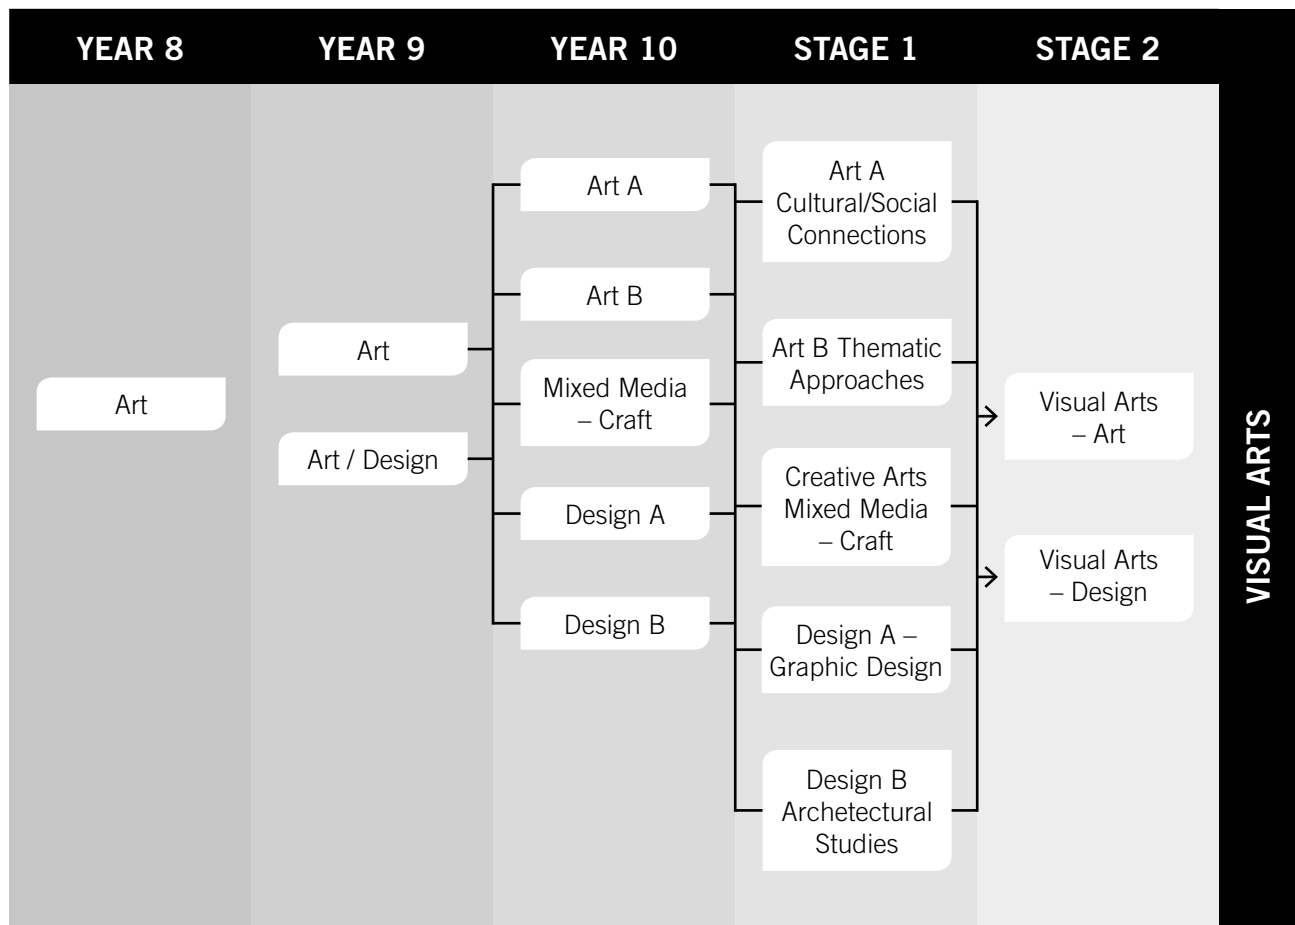 YEAR 8
YEAR 9
YEAR 10
STAGE 1
STAGE 2
Art
Art
Art / Design
Art A
Art B
Mixed Media
– Craft
Design A
Design B
Art A
Cultural/Social
Connections
Art B Thematic
Approaches
Creative Arts
Mixed Media
– Craft
Design A –
Graphic Design
Design B
Archetectural
Studies
Visual Arts
– Art
Visual Arts
– Design
VISUAL ARTS